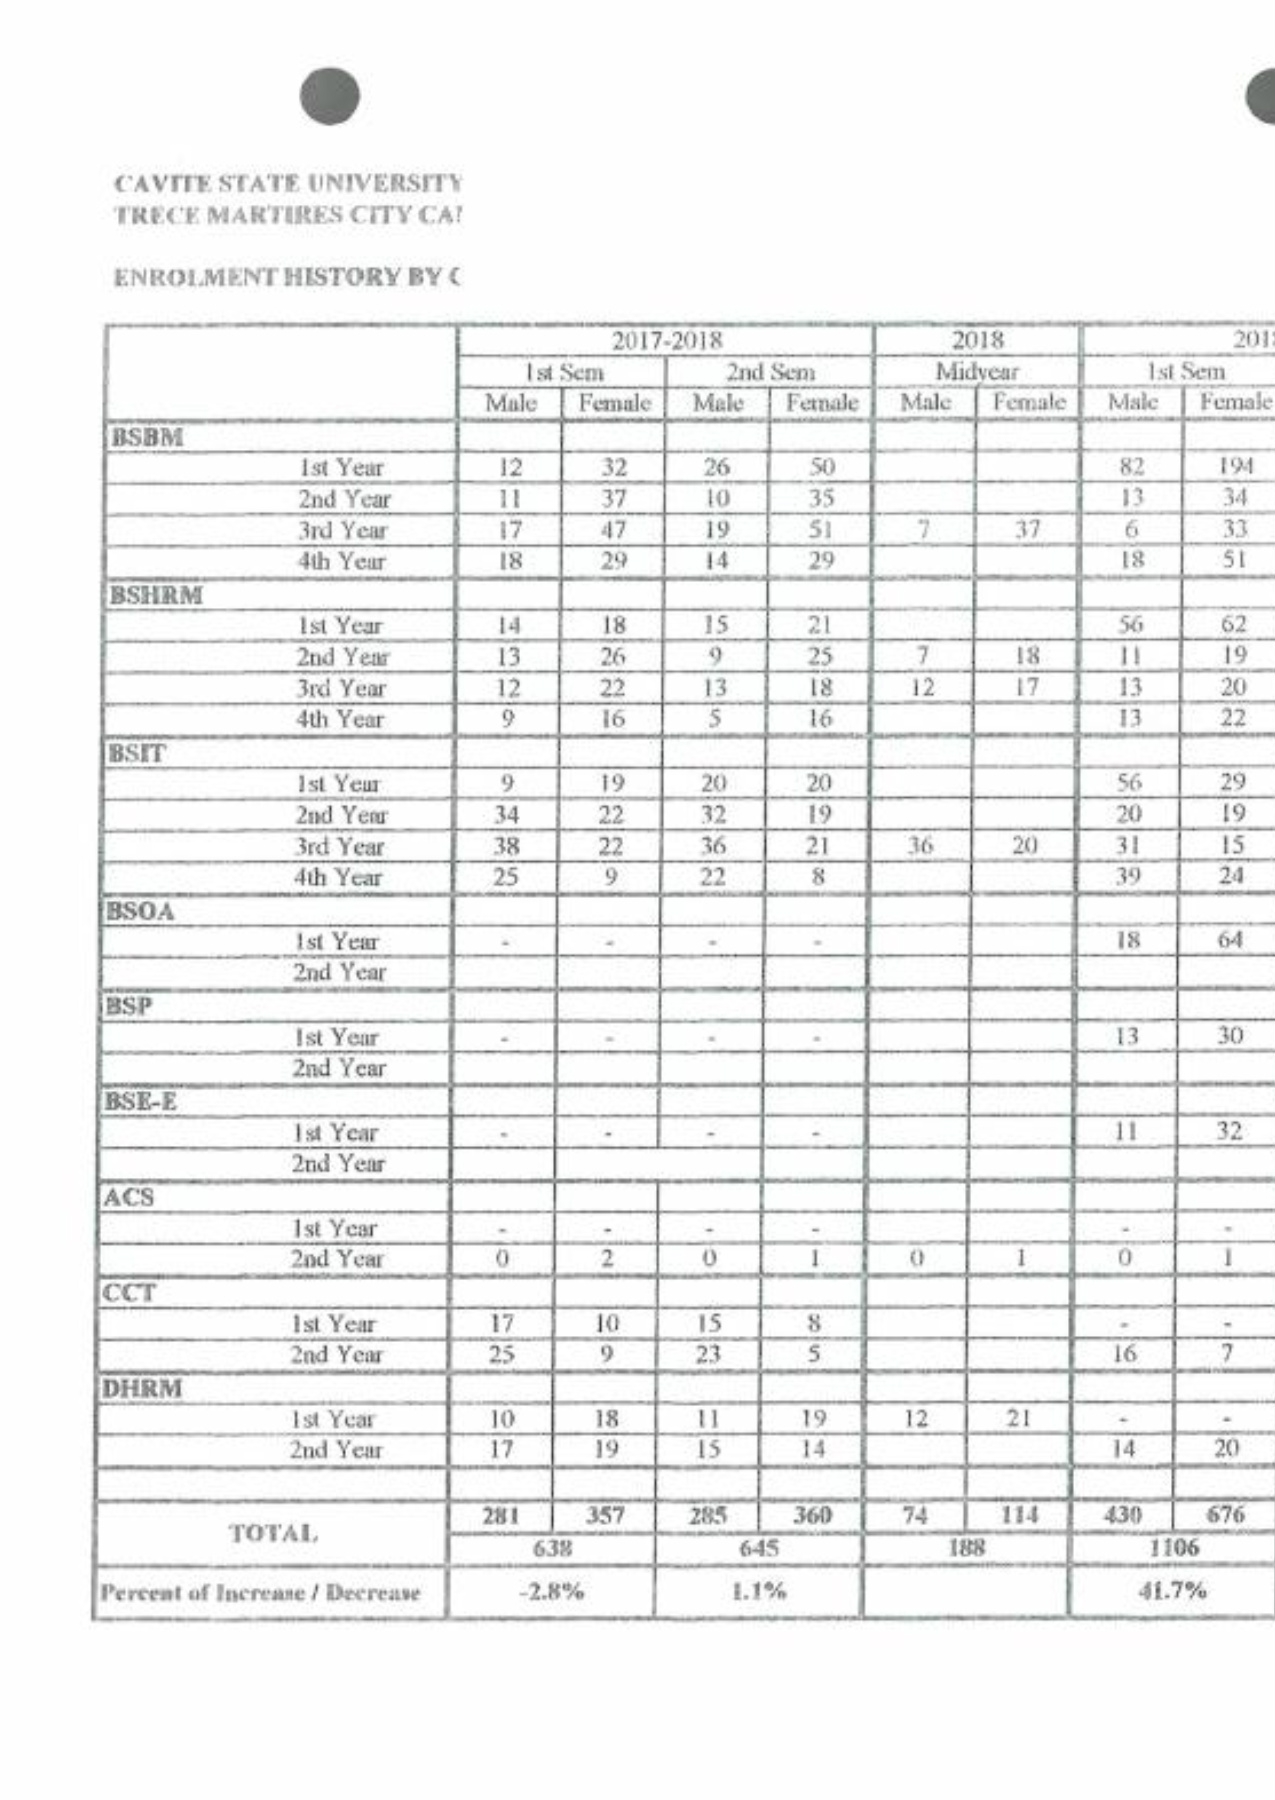 CAVITE STATE UNIVERSITY
TRECE MARTIRES CITY
ENROLMENT HISTORY BY
2017-2018 2018
1st Sem 2nd Sem Midyear 1st Sem
Male Female Male Female Male Female Male Female
BSBM
1st Year 12 32 26 50 82 194
2nd Year 11 37 10 35 13 34
3rd Year 17 47 19 51 7 37 6 33
4th Year 18 29 14 29 18 51
BSHRM
1st Year 14 18 15 21 56 62
2nd Year 13 26 9 25 7 18 11 19
3rd Year 12 22 13 18 12 17 13 20
4th Year 9 16 5 16 13 22
BSIT
1st Year 9 19 20 20 56 29
2nd Year 34 22 32 19 20 19
3rd Year 38 22 36 21 36 20 31 15
4th Year 25 9 22 8 39 24
BSOA
1st Year - - - - 18 64
2nd Year
BSP
1st Year - - - - 13 30
2nd Year
BSE-E
1st Year - - - - 11 32
2nd Year
ACS
1st Year - - - - - -
2nd Year 0 2 0 1 0 1 0 1
CCT
1st Year 17 10 15 8 - -
2nd Year 25 9 23 5 16 7
DHRM
1st Year 10 18 11 19 12 21 - -
2nd Year 17 19 15 14 14 20
281 357 285 360 74 114 430 676
TOTAL
638 645 188 1106
Percent of Increase / Decrease -2.8% 1.1% 41.7%